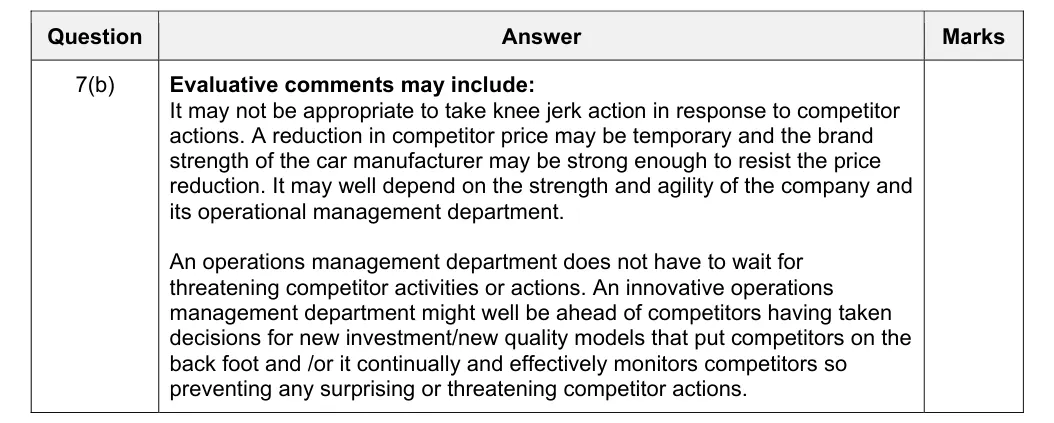 Question Answer Marks
7(b) Evaluative comments may include:
It may not be appropriate to take knee jerk action in response to competitor
actions. A reduction in competitor price may be temporary and the brand
strength of the car manufacturer may be strong enough to resist the price
reduction. It may well depend on the strength and agility of the company and
its operational management department.
An operations management department does not have to wait for
threatening competitor activities or actions. An innovative operations
management department might well be ahead of competitors having taken
decisions for new investment/new quality models that put competitors on the
back foot and /or it continually and effectively monitors competitors so
preventing any surprising or threatening competitor actions.